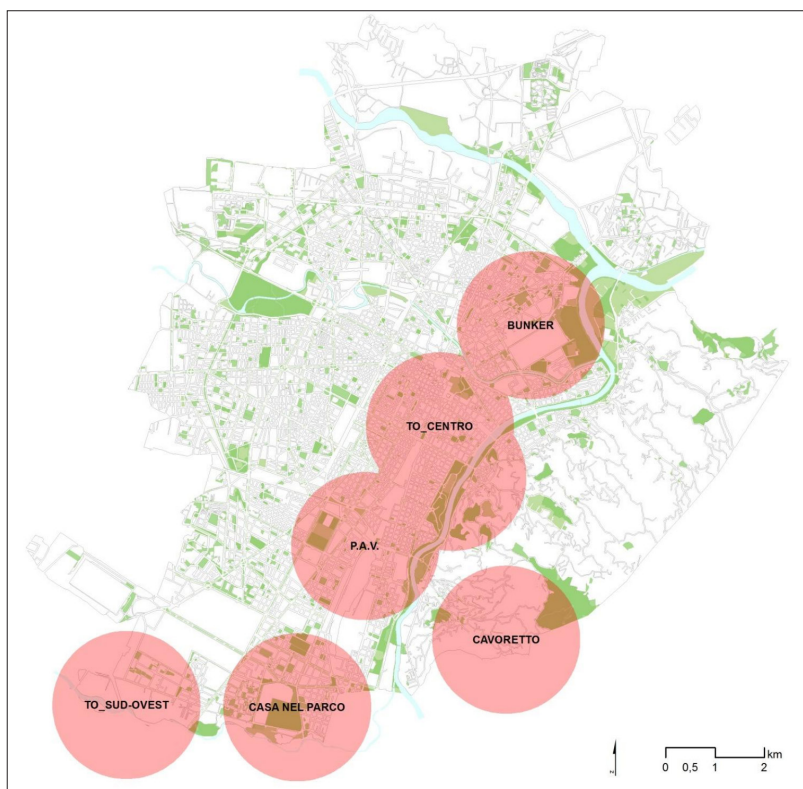 BUNKER
TO_CENTRO
P.A.V.
CAVORETTO
TO_SUD-OVEST
CASA NEL PARCO
z
km
0 0,5 1 2